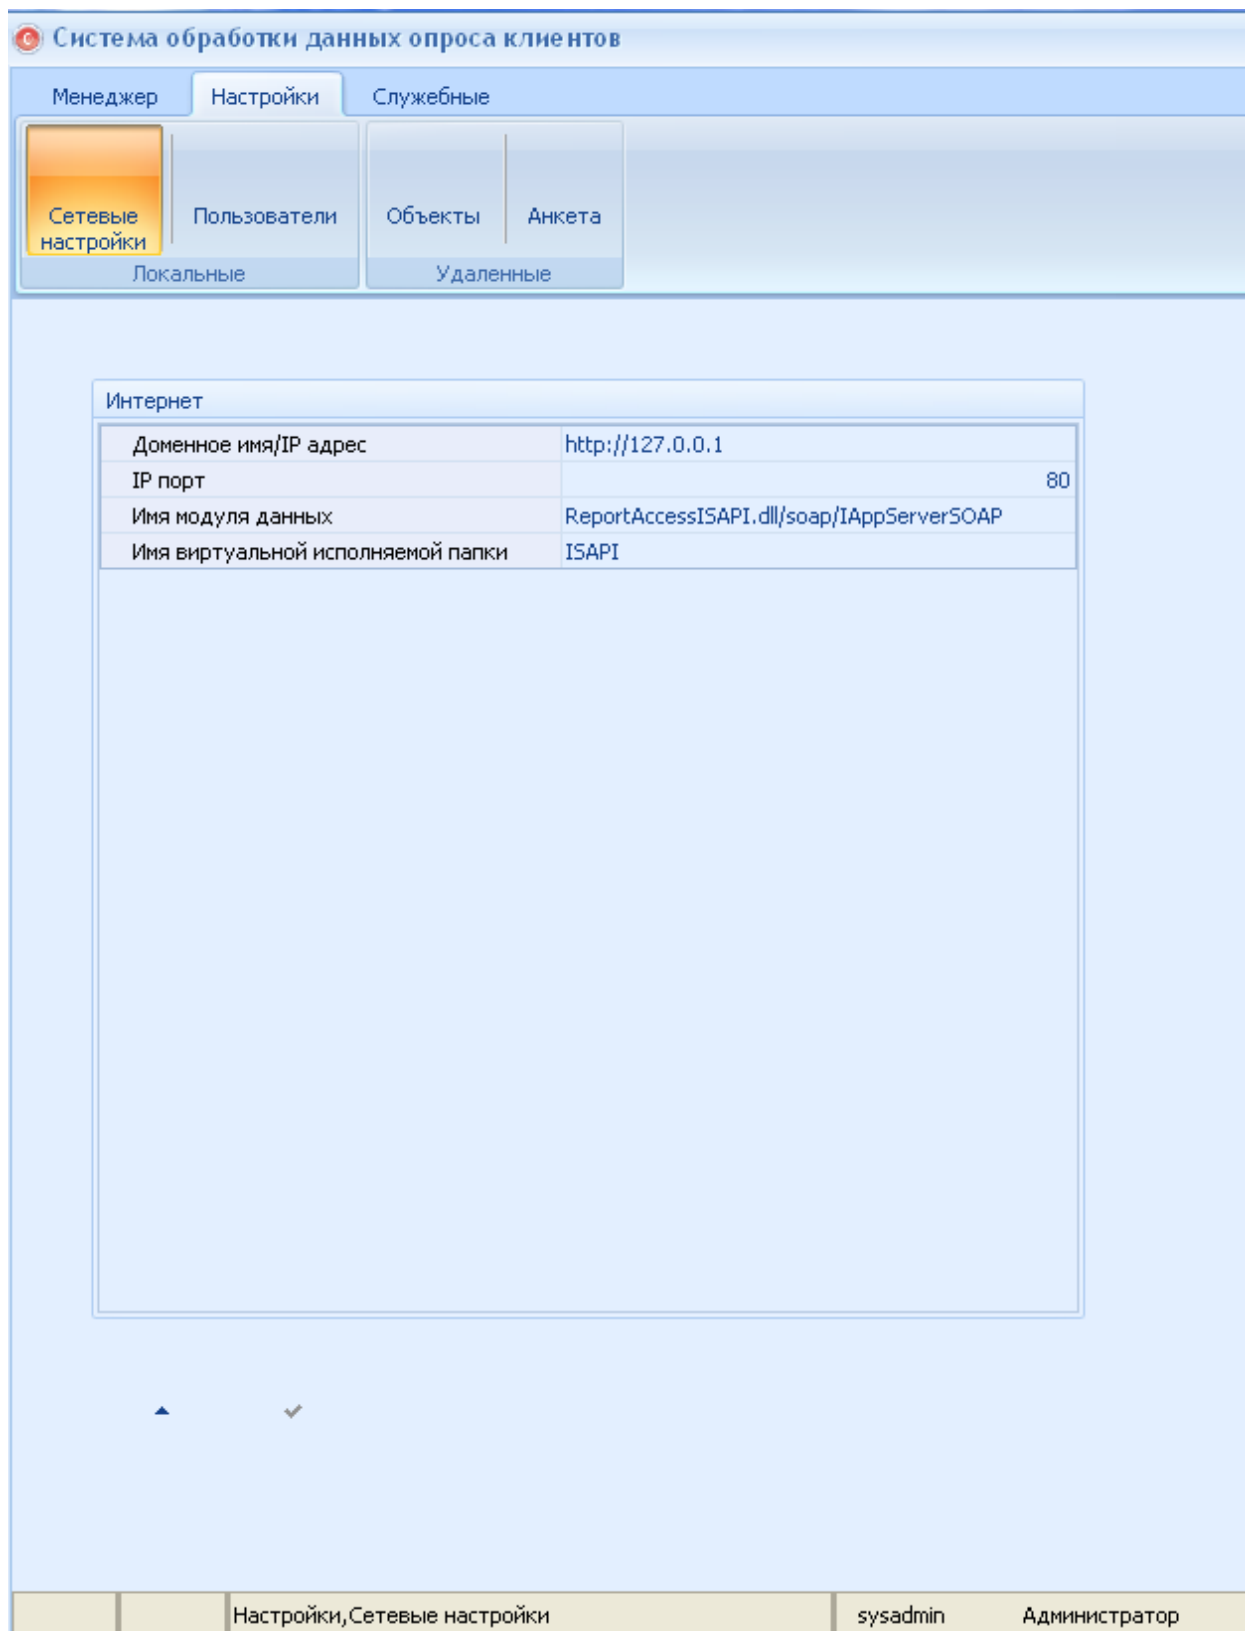 Система обработки данных опроса клиентов
Менеджер Настройки Служебные
Сетевые настройки Пользователи Объекты Анкета
Локальные Удаленные
Интернет
Доменное имя/IP адрес http://127.0.0.1
IP порт 80
Имя модуля данных ReportAccessISAPI.dll/soap/IAppServerSOAP
Имя виртуальной исполняемой папки ISAPI
Настройки,Сетевые настройки sysadmin Администратор